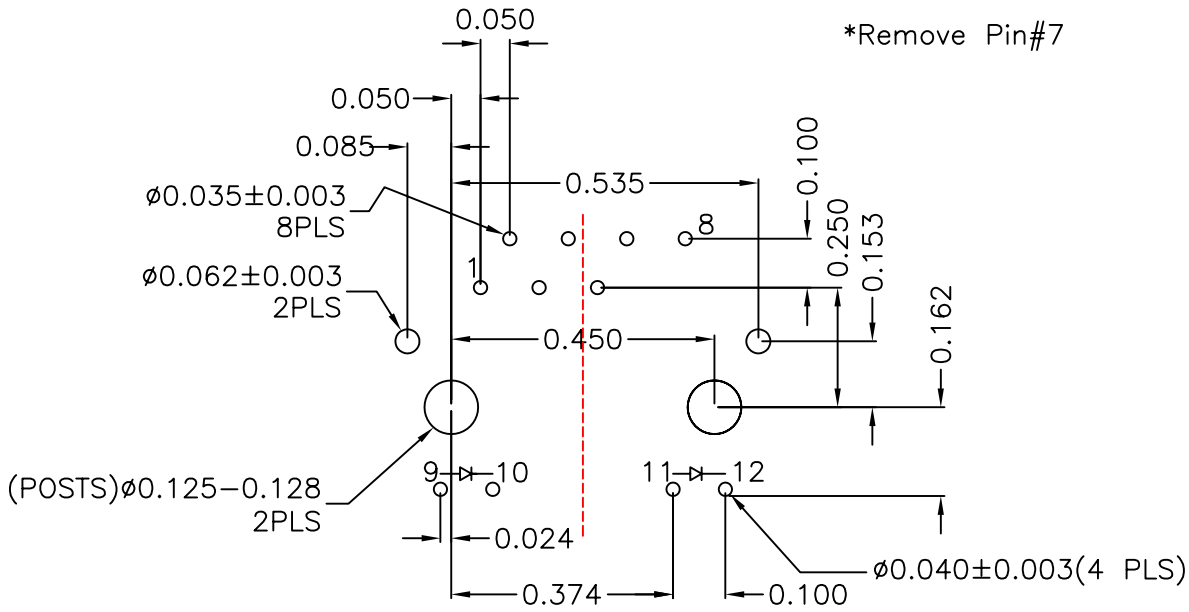 0.050
*Remove Pin#7
0.050
0.085
0.100
0.535
ø0.035±0.003
8PLS
8
0.250
0.153
1
ø0.062±0.003
2PLS
0.450
0.162
9
10
11
12
(POSTS)ø0.125-0.128
2PLS
0.024
ø0.040±0.003(4 PLS)
0.374
0.100